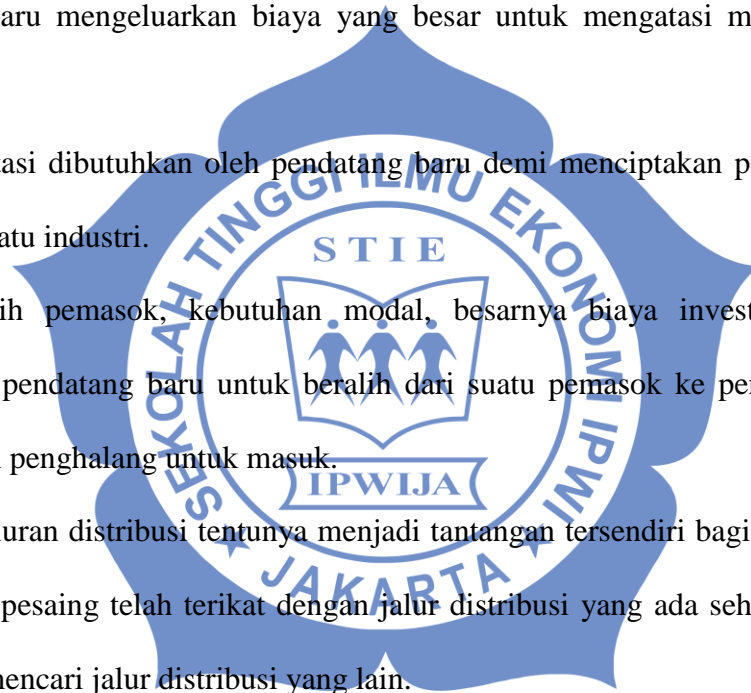 aru mengeluarkan biaya yang besar untuk mengatasi m
tasi dibutuhkan oleh pendatang baru demi menciptakan p
atu industri.
ih pemasok, kebutuhan modal, besarnya biaya invest
pendatang baru untuk beralih dari suatu pemasok ke pe
penghalang untuk masuk.
luran distribusi tentunya menjadi tantangan tersendiri bagi
pesaing telah terikat dengan jalur distribusi yang ada seh
mencari jalur distribusi yang lain.
SEKOLAH TINGGI ILMU EKONOMI IPWI
STIE
IPWIJA
JAKARTA